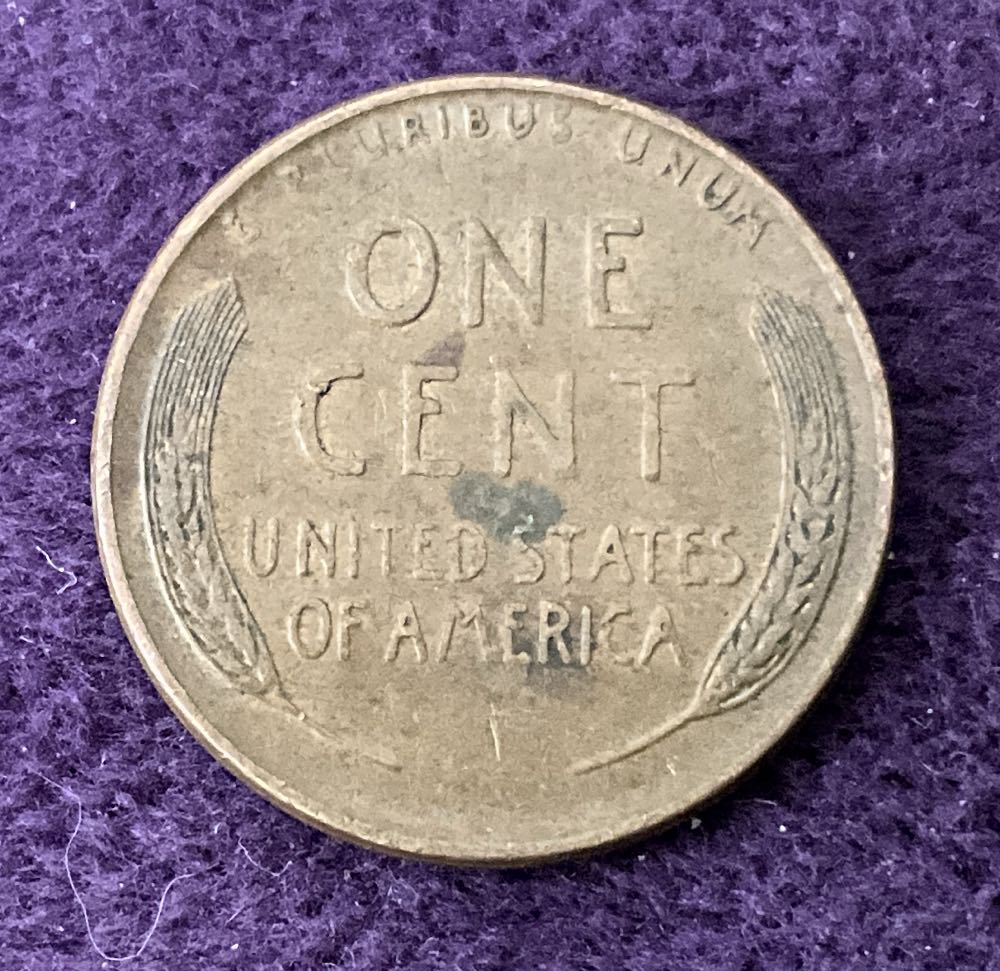 E PLURIBUS UNUM
ONE
CENT
UNITED STATES
OF AMERICA